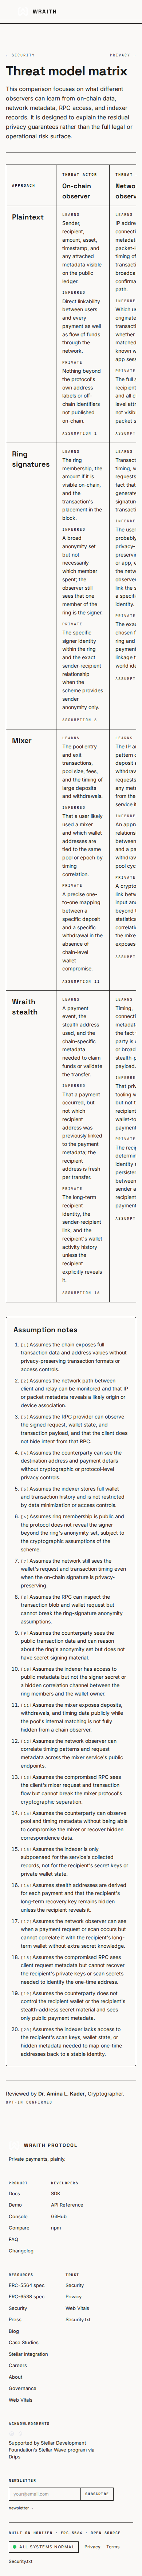 WRAITH
← SECURITY
PRIVACY →
Threat model matrix
This comparison focuses on what different
observers can learn from on-chain data,
network metadata, RPC access, and indexer
records. It is designed to explain the residual
privacy guarantees rather than the full legal or
operational risk surface.
APPROACH
THREAT ACTOR
On-chain
observer
THREAT
Networ
observe
Plaintext
LEARNS
Sender,
recipient,
amount, asset,
timestamp, and
any attached
metadata visible
on the public
ledger.
INFERRED
Direct linkability
between users
and every
payment as well
as flow of funds
through the
network.
PRIVATE
Nothing beyond
the protocol's
own address
labels or off-
chain identifiers
not published
on-chain.
ASSUMPTION 1
Ring
signatures
LEARNS
The ring
membership, the
amount if it is
visible on-chain,
and the
transaction's
placement in the
block.
INFERRED
A broad
anonymity set
but not
necessarily
which member
spent; the
observer still
sees that one
member of the
ring is the signer.
PRIVATE
The specific
signer identity
within the ring
and the exact
sender-recipient
relationship
when the
scheme provides
sender
anonymity only.
ASSUMPTION 6
Mixer
LEARNS
The pool entry
and exit
transactions,
pool size, fees,
and the timing of
large deposits
and withdrawals.
INFERRED
That a user likely
used a mixer
and which wallet
addresses are
tied to the same
pool or epoch by
timing
correlation.
PRIVATE
A precise one-
to-one mapping
between a
specific deposit
and a specific
withdrawal in the
absence of
chain-level
wallet
compromise.
ASSUMPTION 11
Wraith
stealth
LEARNS
A payment
event, the
stealth address
used, and the
chain-specific
metadata
needed to claim
funds or validate
the transfer.
INFERRED
That a payment
occurred, but
not which
recipient
address was
previously linked
to the payment
metadata; the
recipient
address is fresh
per transfer.
PRIVATE
The long-term
recipient
identity, the
sender-recipient
link, and the
recipient's wallet
activity history
unless the
recipient
explicitly reveals
it.
ASSUMPTION 16
Assumption notes
1. [1] Assumes the chain exposes full
transaction data and address values without
privacy-preserving transaction formats or
access controls.
2. [2] Assumes the network path between
client and relay can be monitored and that IP
or packet metadata reveals a likely origin or
device association.
3. [3] Assumes the RPC provider can observe
the signed request, wallet state, and
transaction payload, and that the client does
not hide intent from that RPC.
4. [4] Assumes the counterparty can see the
destination address and payment details
without cryptographic or protocol-level
privacy controls.
5. [5] Assumes the indexer stores full wallet
and transaction history and is not restricted
by data minimization or access controls.
6. [6] Assumes ring membership is public and
the protocol does not reveal the signer
beyond the ring's anonymity set, subject to
the cryptographic assumptions of the
scheme.
7. [7] Assumes the network still sees the
wallet's request and transaction timing even
when the on-chain signature is privacy-
preserving.
8. [8] Assumes the RPC can inspect the
transaction blob and wallet request but
cannot break the ring-signature anonymity
assumptions.
9. [9] Assumes the counterparty sees the
public transaction data and can reason
about the ring's anonymity set but does not
have secret signing material.
10. [10] Assumes the indexer has access to
public metadata but not the signer secret or
a hidden correlation channel between the
ring members and the wallet owner.
11. [11] Assumes the mixer exposes deposits,
withdrawals, and timing data publicly while
the pool's internal matching is not fully
hidden from a chain observer.
12. [12] Assumes the network observer can
correlate timing patterns and request
metadata across the mixer service's public
endpoints.
13. [13] Assumes the compromised RPC sees
the client's mixer request and transaction
flow but cannot break the mixer protocol's
cryptographic separation.
14. [14] Assumes the counterparty can observe
pool and timing metadata without being able
to compromise the mixer or recover hidden
correspondence data.
15. [15] Assumes the indexer is only
subpoenaed for the service's collected
records, not for the recipient's secret keys or
private wallet state.
16. [16] Assumes stealth addresses are derived
for each payment and that the recipient's
long-term recovery key remains hidden
unless the recipient reveals it.
17. [17] Assumes the network observer can see
when a payment request or scan occurs but
cannot correlate it with the recipient's long-
term wallet without extra secret knowledge.
18. [18] Assumes the compromised RPC sees
client request metadata but cannot recover
the recipient's private keys or scan secrets
needed to identify the one-time address.
19. [19] Assumes the counterparty does not
control the recipient wallet or the recipient's
stealth-address secret material and sees
only public payment metadata.
20. [20] Assumes the indexer lacks access to
the recipient's scan keys, wallet state, or
hidden metadata needed to map one-time
addresses back to a stable identity.
Reviewed by Dr. Amina L. Kader, Cryptographer.
OPT-IN CONFIRMED
WRAITH PROTOCOL
Private payments, plainly.
PRODUCT
Docs
Demo
Console
Compare
FAQ
Changelog
DEVELOPERS
SDK
API Reference
GitHub
npm
RESOURCES
ERC-5564 spec
ERC-6538 spec
Security
Press
Blog
Case Studies
Stellar Integration
Careers
About
Governance
Web Vitals
TRUST
Security
Privacy
Web Vitals
Security.txt
ACKNOWLEDGMENTS
Supported by Stellar Development
Foundation's Stellar Wave program via
Drips
NEWSLETTER
your@email.com
SUBSCRIBE
newsletter →
BUILT ON HORIZEN · ERC-5564 · OPEN SOURCE
ALL SYSTEMS NORMAL
Privacy
Terms
Security.txt